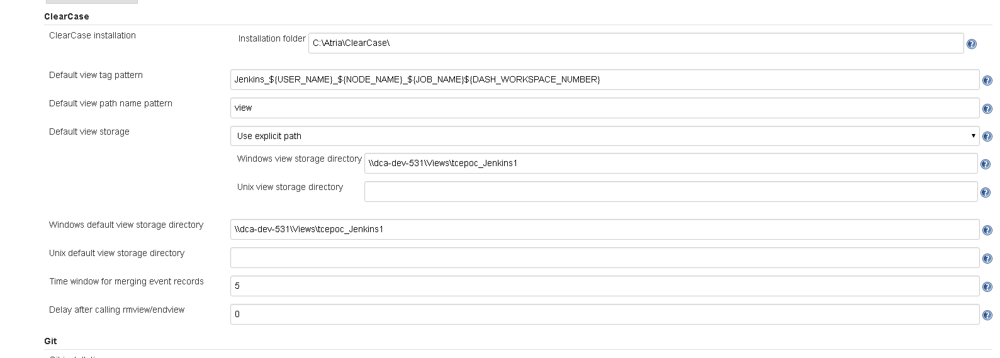 ClearCase
ClearCase installation
Installation folder
C:\Atria\ClearCase\
Default view tag pattern
Jenkins_${USER_NAME}_${NODE_NAME}_${JOB_NAME}${DASH_WORKSPACE_NUMBER}
Default view path name pattern
view
Default view storage
Use explicit path
Windows view storage directory
\\dca-dev-531\Views\tcepoc_Jenkins1
Unix view storage directory
Windows default view storage directory
\\dca-dev-531\Views\tcepoc_Jenkins1
Unix default view storage directory
Time window for merging event records
5
Delay after calling rmview/endview
0
Git